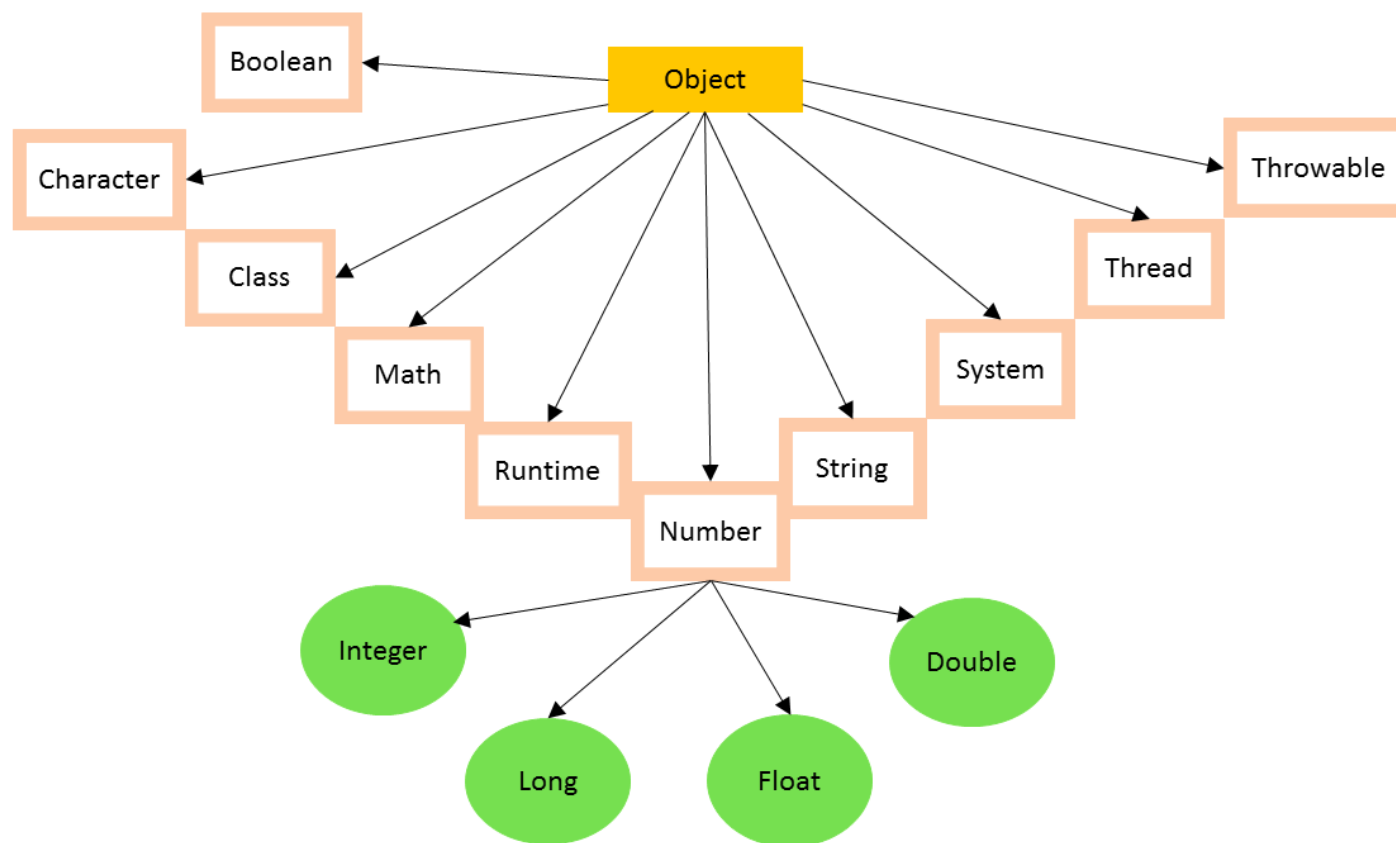 Boolean
Object
Character
Throwable
Class
Thread
Math
System
Runtime
String
Number
Integer
Double
Long
Float